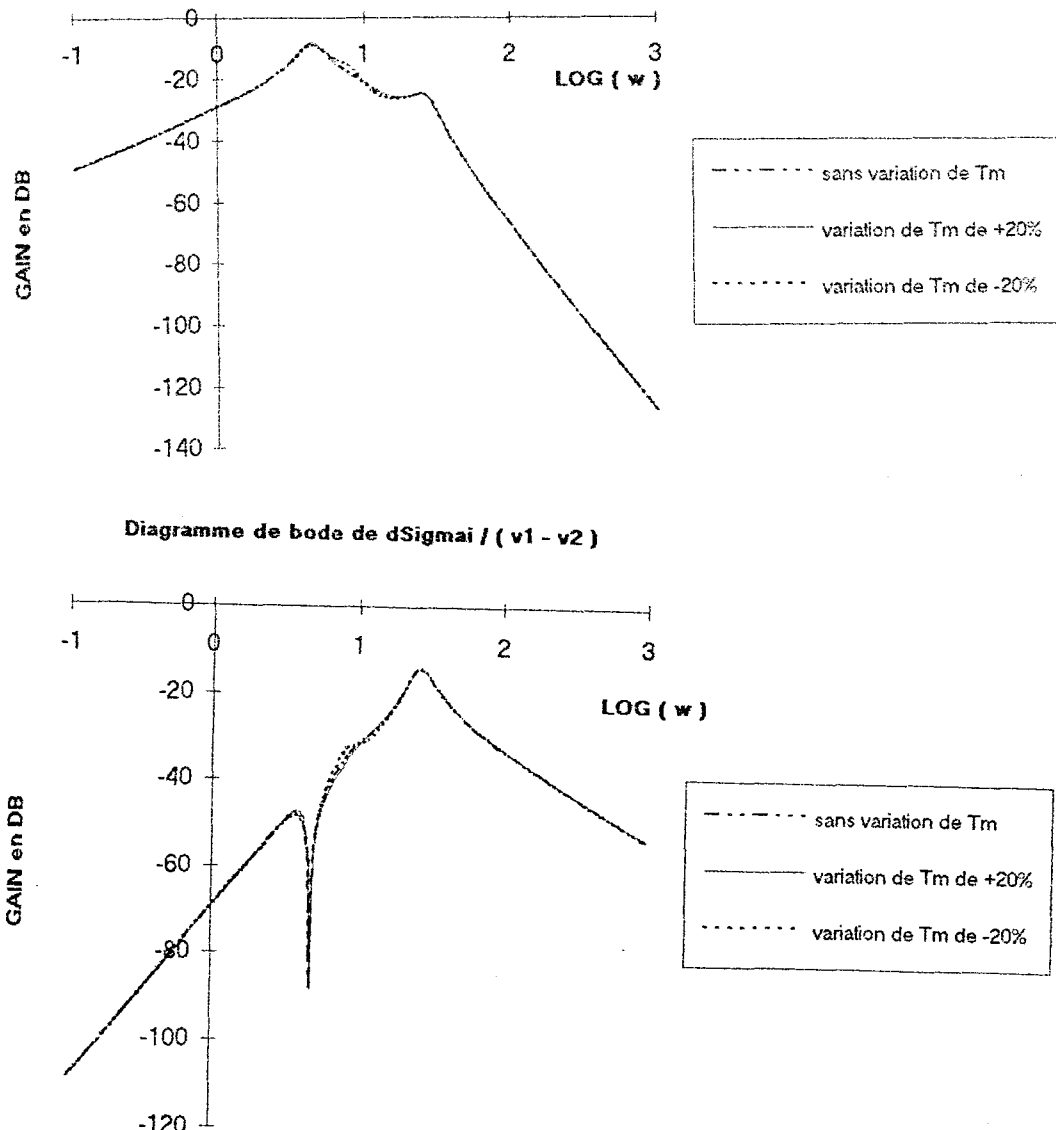 0
-1
0
1
2
3
LOG ( w )
-20
-40
-60
-80
-100
-120
-140
GAIN en DB
sans variation de Tm
variation de Tm de +20%
variation de Tm de -20%
Diagramme de bode de dSigmai / ( v1 - v2 )
0
-1
0
1
2
3
-20
LOG ( w )
-40
-60
-80
-100
-120
GAIN en DB
sans variation de Tm
variation de Tm de +20%
variation de Tm de -20%